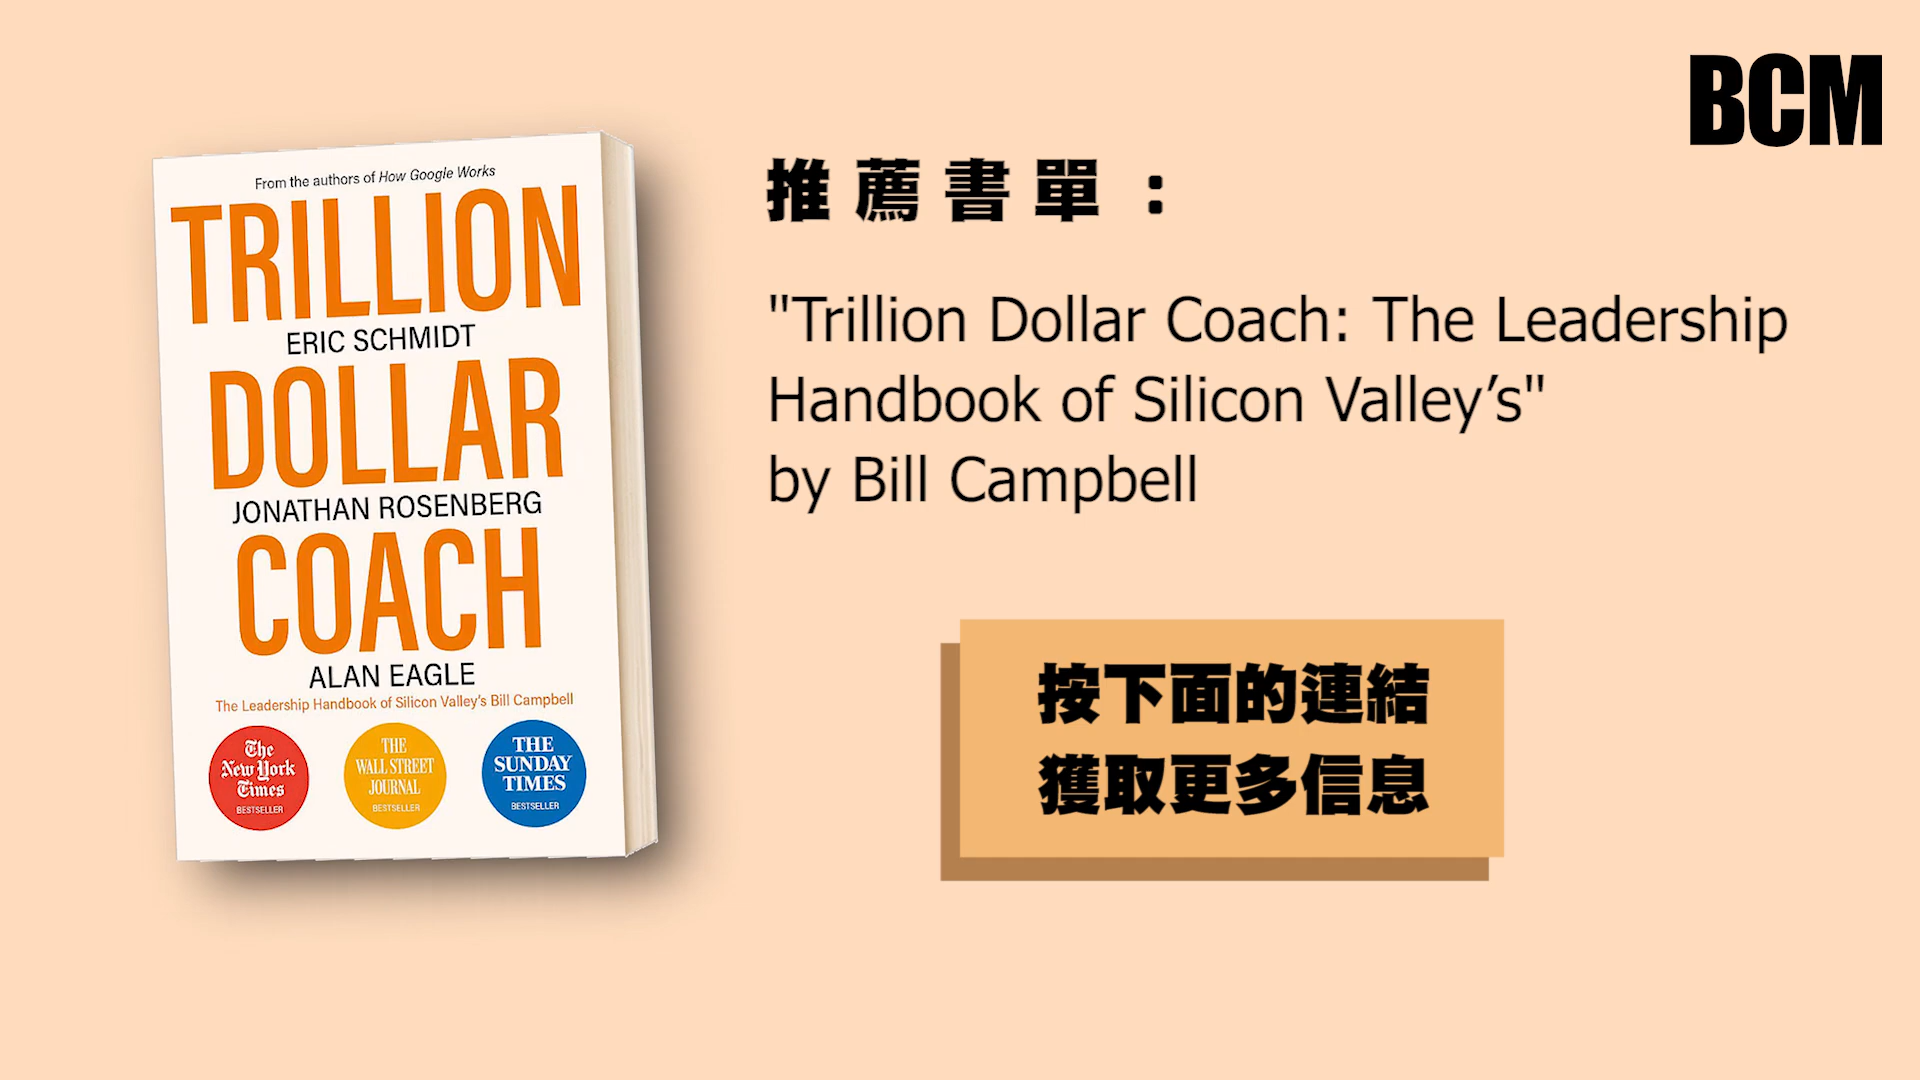 BCM
From the authors of How Google Works
TRILLION
ERIC SCHMIDT
DOLLAR
JONATHAN ROSENBERG
COACH
ALAN EAGLE
The Leadership Handbook of Silicon Valley's Bill Campbell
The
New York
Times
BESTSELLER
THE
WALL STREET
JOURNAL
BESTSELLER
THE
SUNDAY
TIMES
BESTSELLER
推薦書單：
"Trillion Dollar Coach: The Leadership
Handbook of Silicon Valley’s"
by Bill Campbell
按下面的連結
獲取更多信息